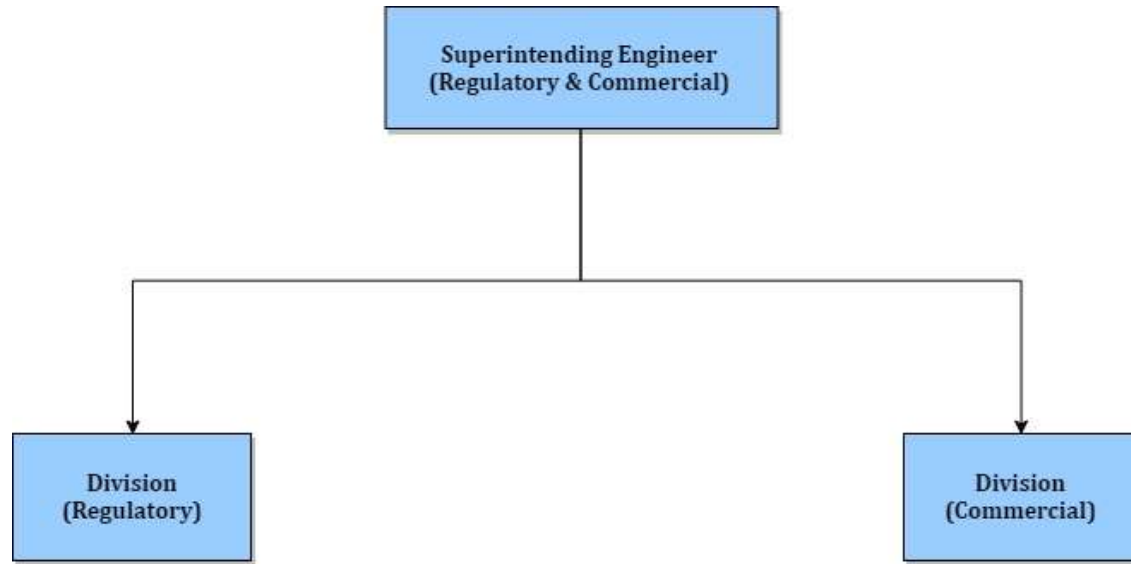 Superintending Engineer
(Regulatory & Commercial)
Division
(Regulatory)
Division
(Commercial)